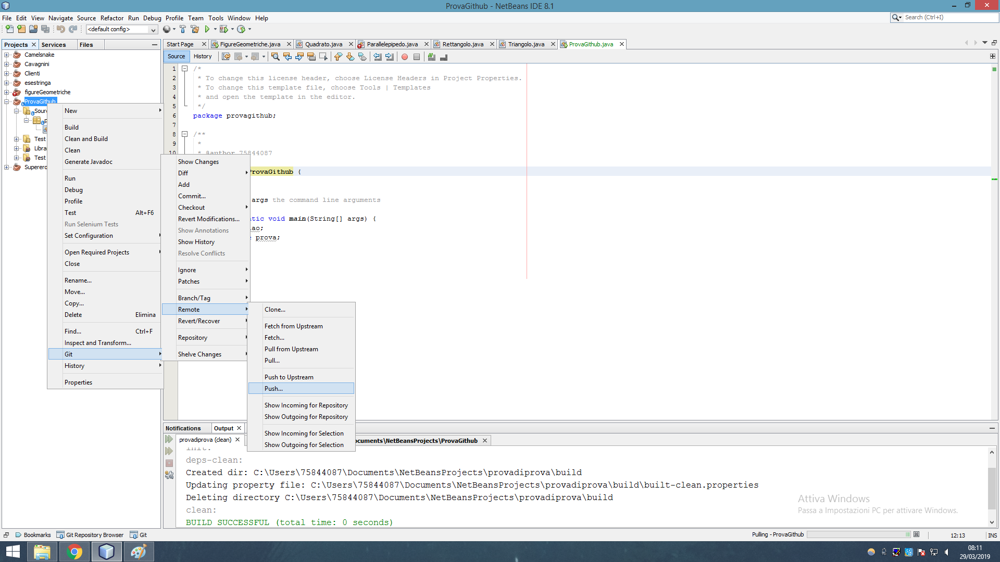 ProvaGithub - NetBeans IDE 8.1
File Edit View Navigate Source Refactor Run Debug Profile Team Tools Window Help
Search (Ctrl+I)
<default config>
Projects Services Files
Start Page FigureGeometriche.java Quadrato.java Parallelepipedo.java Rettangolo.java Triangolo.java ProvaGithub.java
Source History
Camelsnake
Cavagnini
Clienti
esestringa
figureGeometriche
ProvaGithub
Sour
p
Test
Libra
Test
Superero
1 /*
2 * To change this license header, choose License Headers in Project Properties.
3 * To change this template file, choose Tools | Templates
4 * and open the template in the editor.
5 */
6 package provagithub;
7
8 /**
9 *
10 * @author 75844087
ProvaGithub {
args the command line arguments
tic void main(String[] args) {
ao;
prova;
New
Build
Clean and Build
Clean
Generate Javadoc
Run
Debug
Profile
Test Alt+F6
Run Selenium Tests
Set Configuration
Open Required Projects
Close
Rename...
Move...
Copy...
Delete Elimina
Find... Ctrl+F
Inspect and Transform...
Git
History
Properties
Show Changes
Diff
Add
Commit...
Checkout
Revert Modifications...
Show Annotations
Show History
Resolve Conflicts
Ignore
Patches
Branch/Tag
Remote
Revert/Recover
Repository
Shelve Changes
Clone...
Fetch from Upstream
Fetch...
Pull from Upstream
Pull...
Push to Upstream
Push...
Show Incoming for Repository
Show Outgoing for Repository
Show Incoming for Selection
Show Outgoing for Selection
Notifications Output
provadiprova (clean) ocuments\NetBeansProjects\ProvaGithub
init:
deps-clean:
Created dir: C:\Users\75844087\Documents\NetBeansProjects\provadiprova\build
Updating property file: C:\Users\75844087\Documents\NetBeansProjects\provadiprova\build\built-clean.properties
Deleting directory C:\Users\75844087\Documents\NetBeansProjects\provadiprova\build
clean:
BUILD SUCCESSFUL (total time: 0 seconds)
Attiva Windows
Passa a Impostazioni PC per attivare Windows.
Bookmarks Git Repository Browser Git
Pulling - ProvaGithub 12:13 INS
08:11
29/03/2019